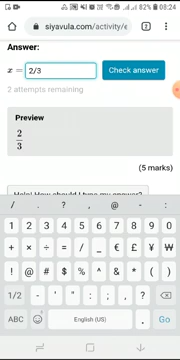 82% 08:24
siyavula.com/activity/e
2
Answer:
x = 2/3
Check answer
2 attempts remaining
Preview
2
3
(5 marks)
Help! How should I type my answer?
/ . ? , @ - :
1 2 3 4 5 6 7 8 9 0
+ × ÷ = / _ € £ ¥ ₩
! @ # $ % ^ & * ( )
1/2 - ' " : ; , ?
ABC English (US) . Go